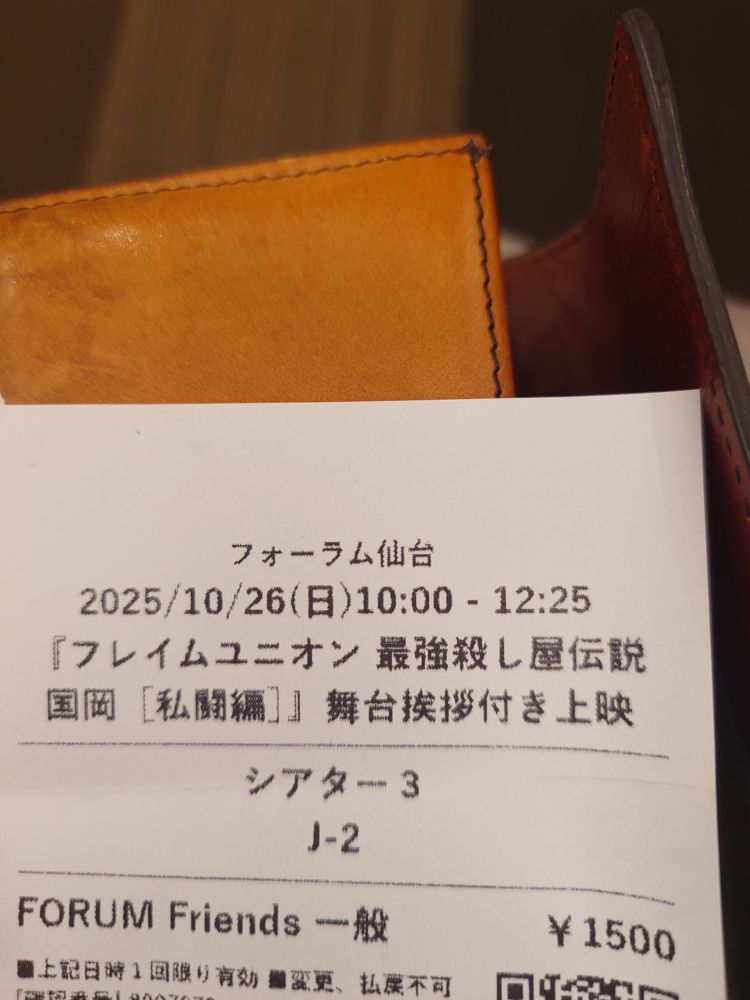 フォーラム仙台
2025/10/26(日)10:00 - 12:25
『フレイムユニオン 最強殺し屋伝説
国岡 [私闘編]』舞台挨拶付き上映
シアター 3
J-2
FORUM Friends 一般
￥1500
■上記日時1回限り有効 ■変更、払戻不可